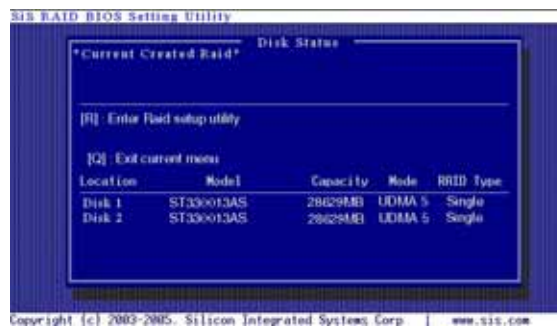 SiS RAID BIOS Setting Utility
Disk Status
*Current Created Raid*
[R] : Enter Raid setup utility
[Q] : Exit current menu
Location Model Capacity Mode RAID Type
Disk 1 ST330013AS 28629MB UDMA 5 Single
Disk 2 ST330013AS 28629MB UDMA 5 Single
Copyright (c) 2003-2005. Silicon Integrated Systems Corp | www.sis.com